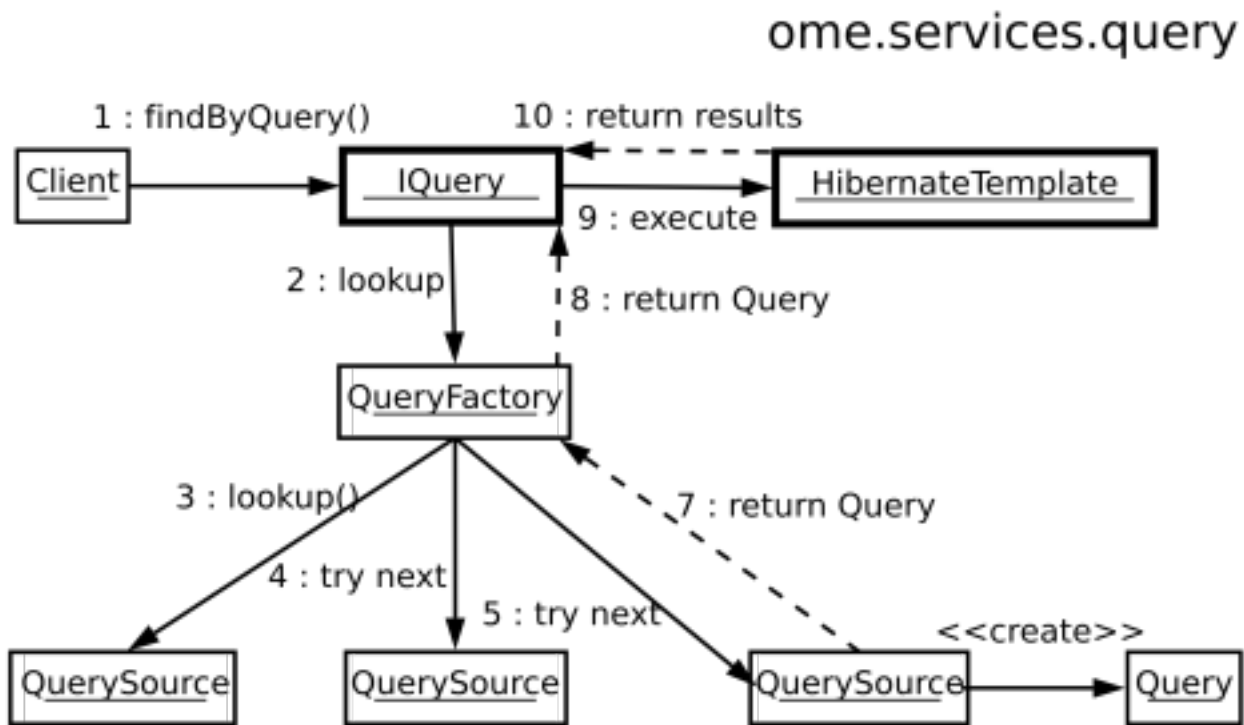 ome.services.query
1 : findByQuery()
10 : return results
Client
IQuery
HibernateTemplate
9 : execute
2 : lookup
8 : return Query
QueryFactory
3 : lookup()
7 : return Query
4 : try next
5 : try next
<<create>>
QuerySource
QuerySource
QuerySource
Query